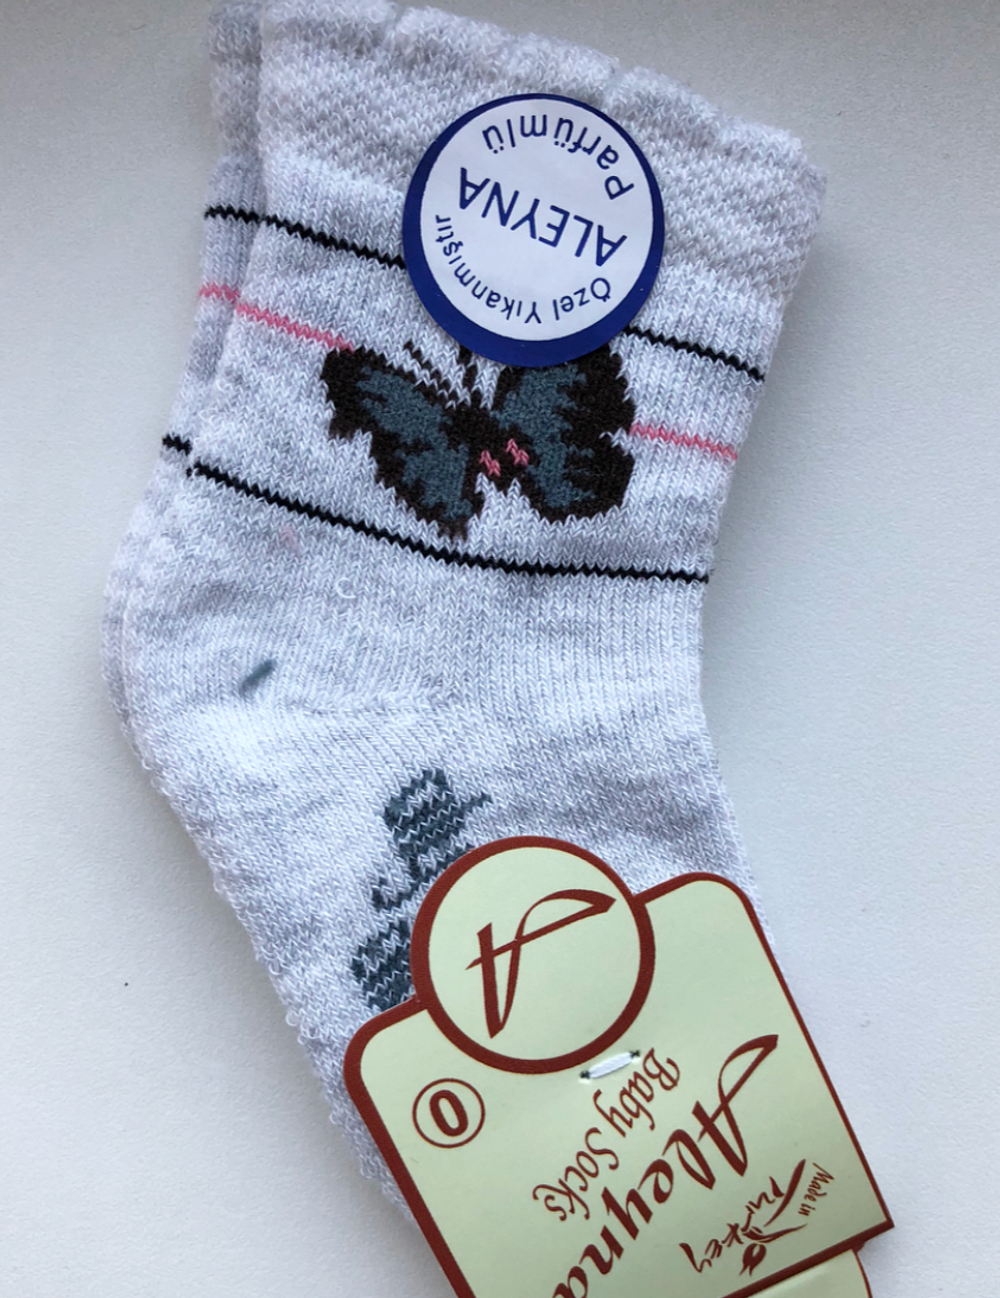 Özel Yıkanmıştır
ALEYNA
Parfümlü
Made in
Turkey
Aleyna
Baby Socks
0
A